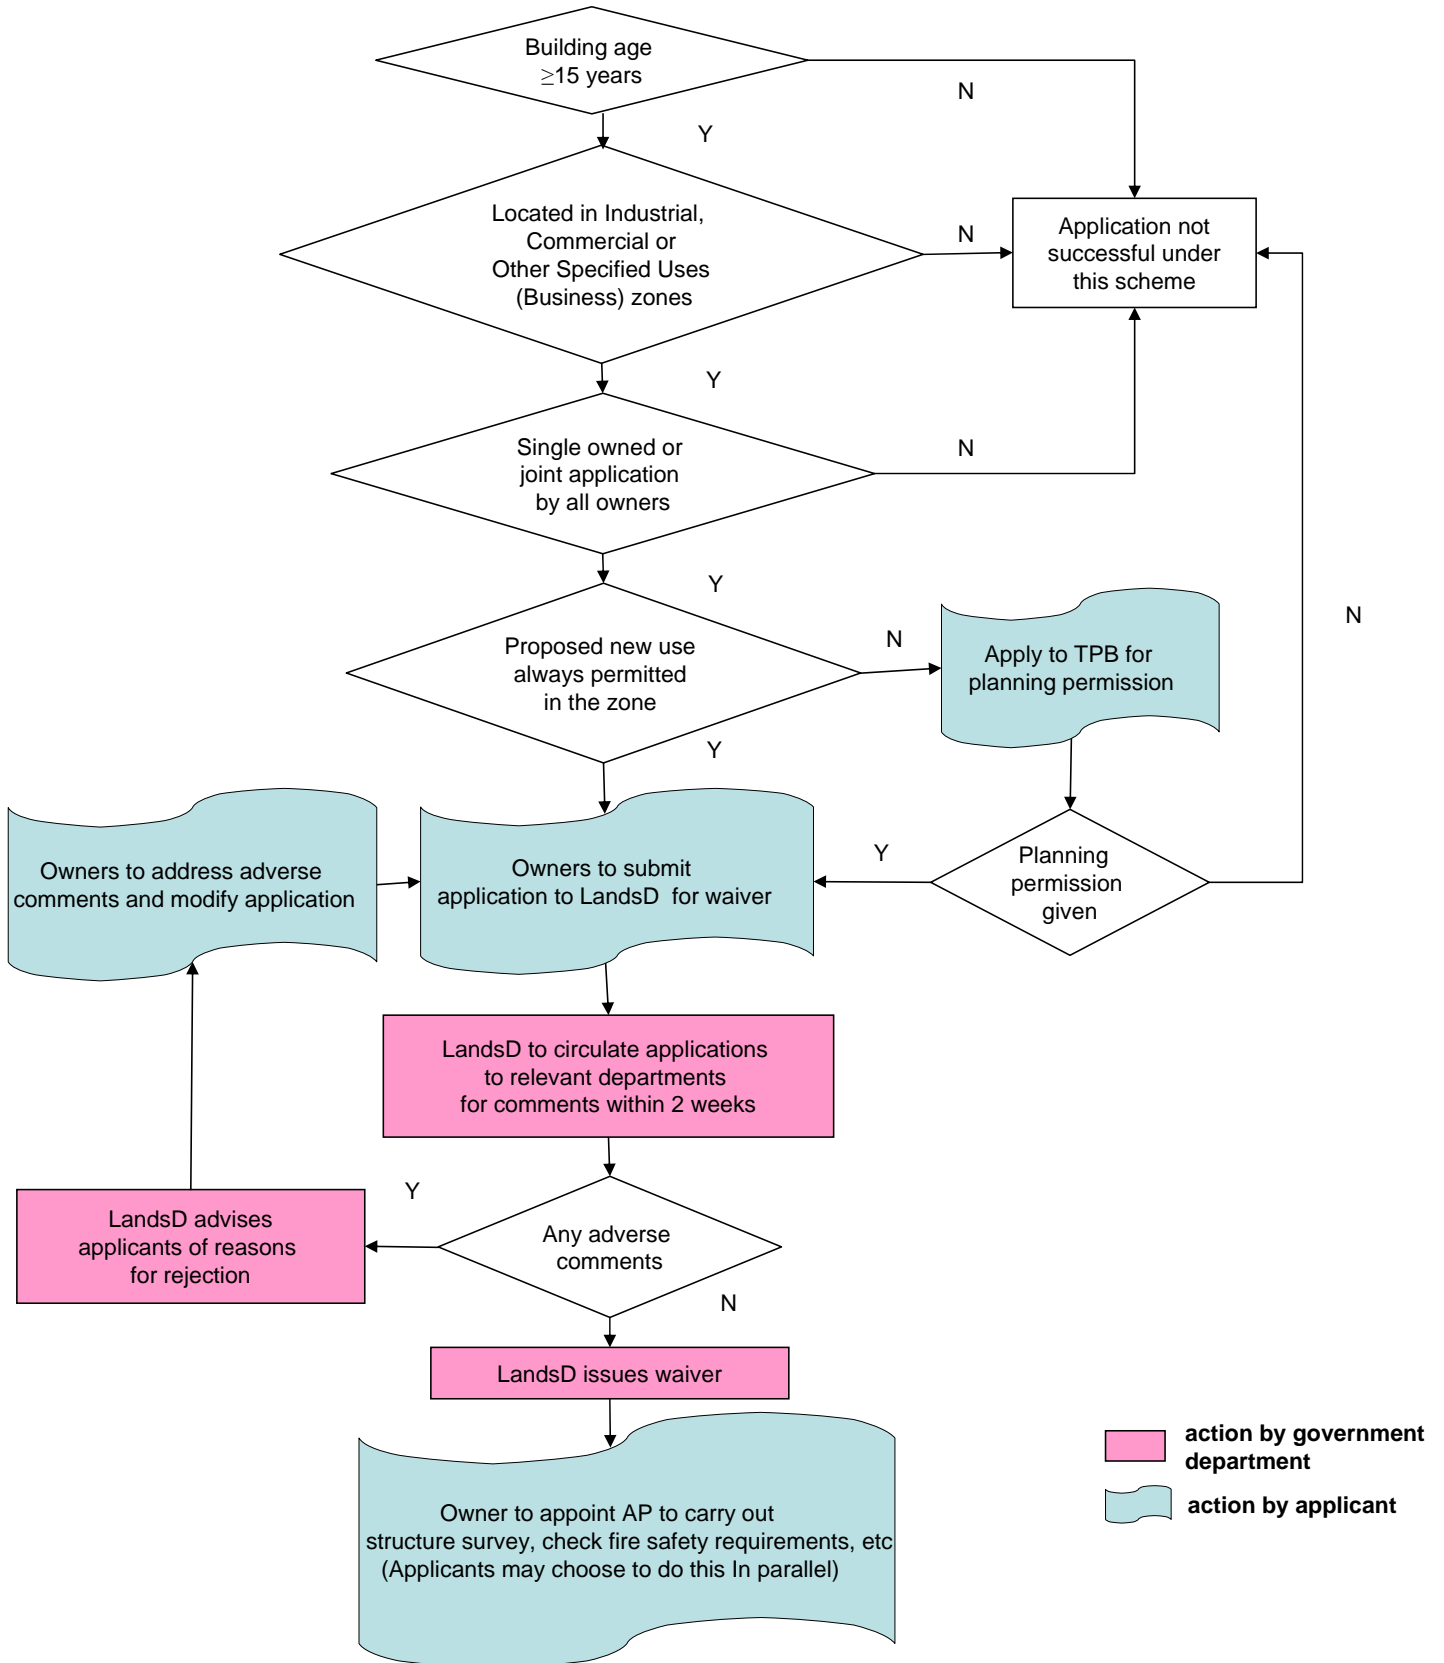 Building age
≥15 years
N
Y
Located in Industrial,
Commercial or
Other Specified Uses
(Business) zones
N
Application not
successful under
this scheme
Y
Single owned or
joint application
by all owners
N
Y
Proposed new use
always permitted
in the zone
N
Apply to TPB for
planning permission
N
Y
Owners to address adverse
comments and modify application
Owners to submit
application to LandsD for waiver
Y
Planning
permission
given
LandsD to circulate applications
to relevant departments
for comments within 2 weeks
Y
LandsD advises
applicants of reasons
for rejection
Any adverse
comments
N
LandsD issues waiver
Owner to appoint AP to carry out
structure survey, check fire safety requirements, etc
(Applicants may choose to do this In parallel)
action by government
department
action by applicant